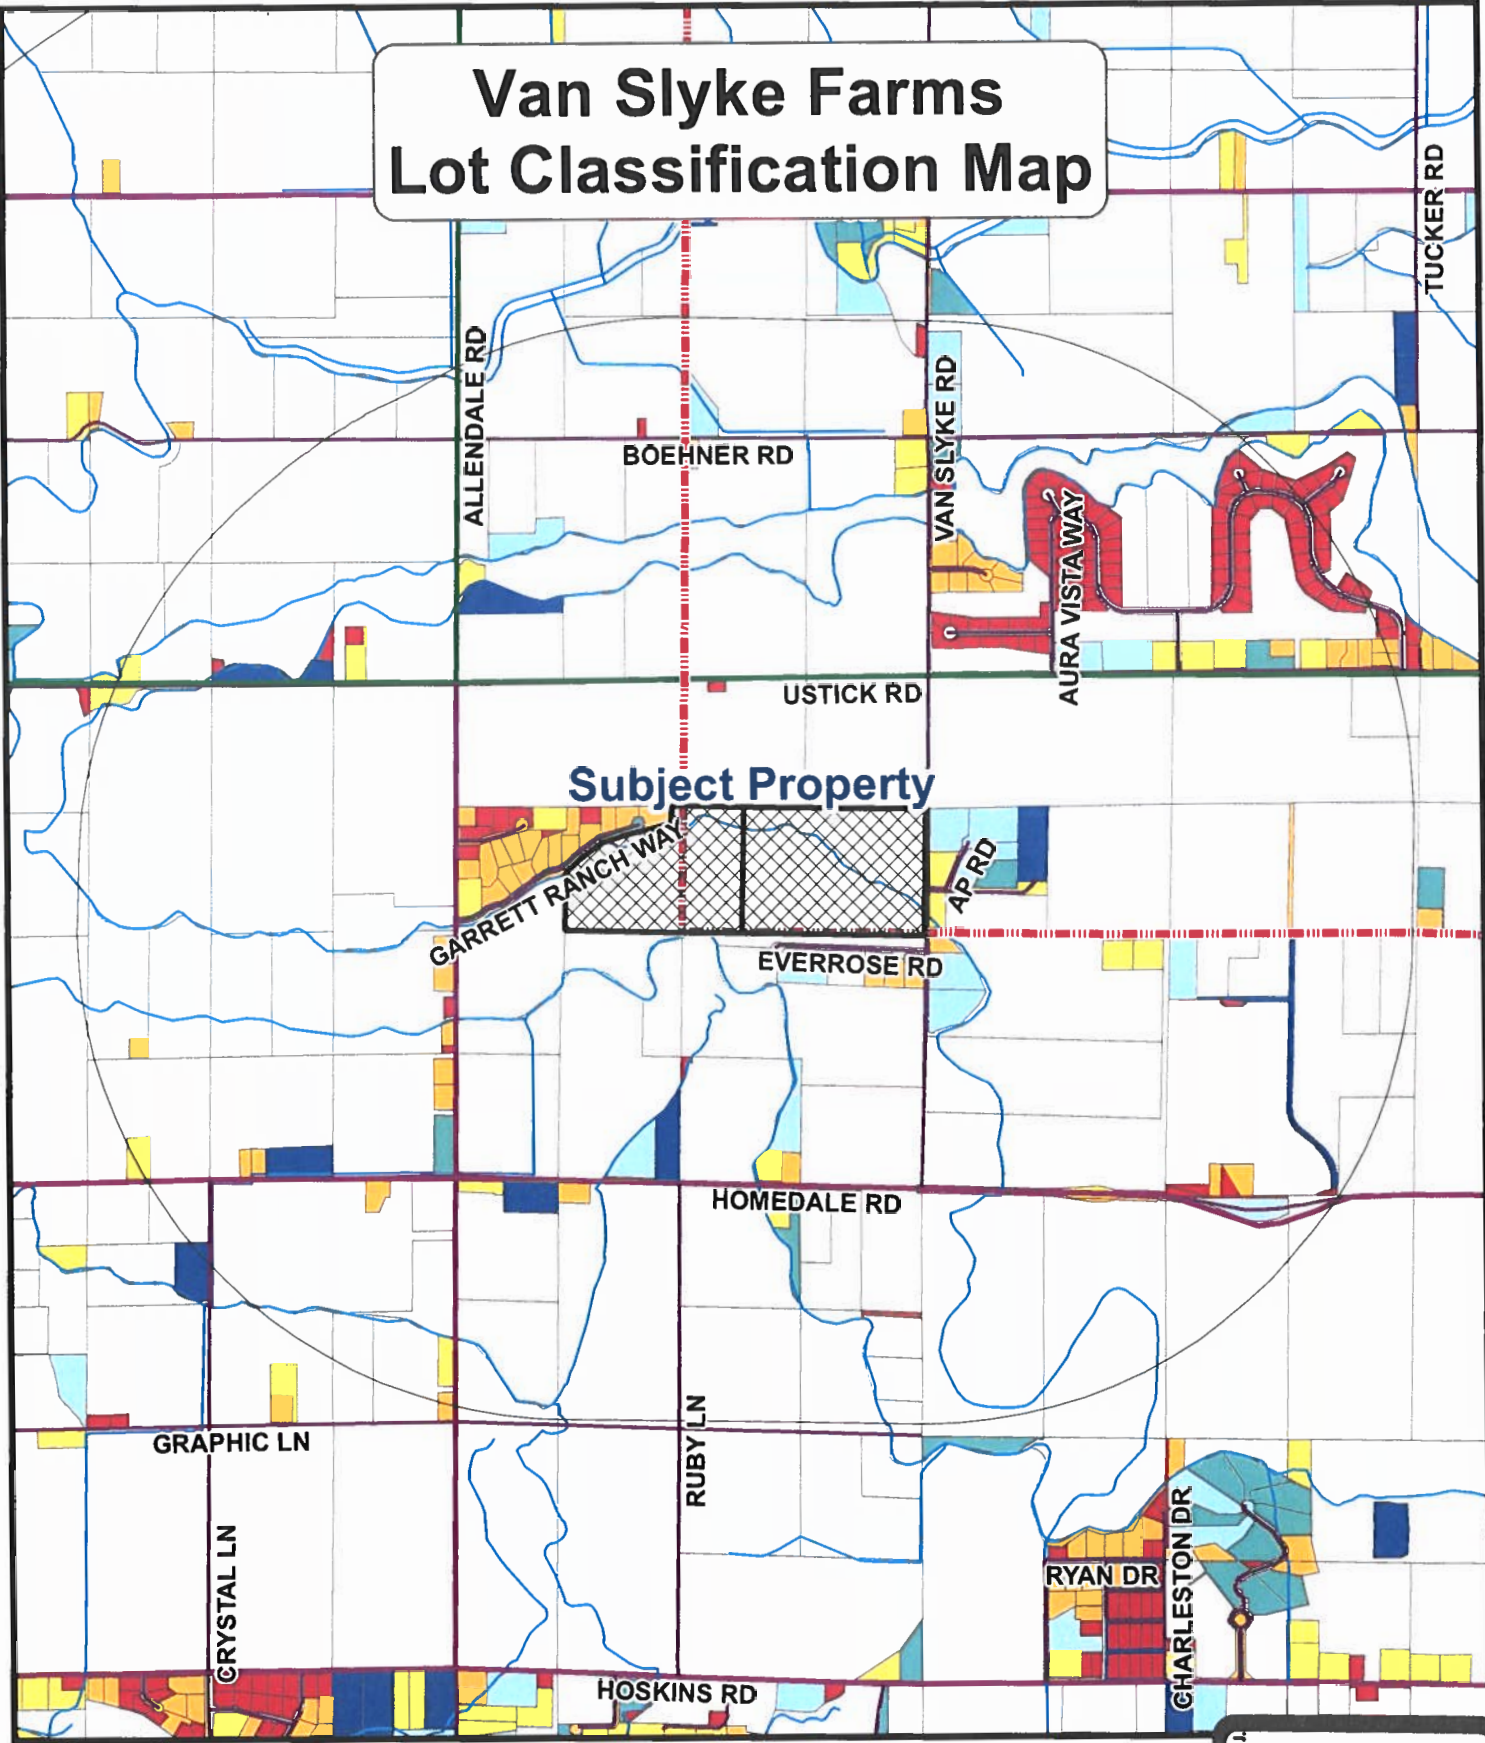 Van Slyke Farms
Lot Classification Map
TUCKER RD
ALLENDALE RD
VAN SLYKE RD
BOEHNER RD
AURA VISTA WAY
USTICK RD
Subject Property
GARRETT RANCH WAY
AP RD
EVERROSE RD
HOMEDALE RD
RUBY LN
GRAPHIC LN
CRYSTAL LN
RYAN DR
CHARLESTON DR
HOSKINS RD